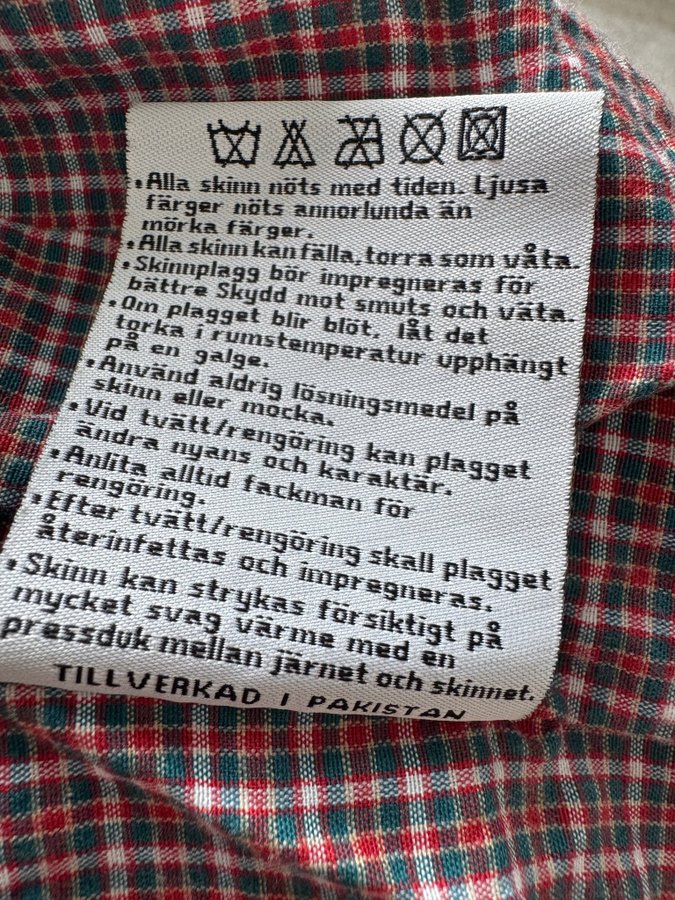 •Alla skinn nöts med tiden. Ljusa
färger nöts annorlunda än
mörka färger.
•Alla skinn kan fälla, torra som våta.
•Skinnplagg bör impregneras för
bättre Skydd mot smuts och väta.
•Om plagget blir blöt, låt det
torka i rumstemperatur upphängt
på en galge.
•Använd aldrig lösningsmedel på
skinn eller mocka.
•Vid tvätt/rengöring kan plagget
ändra nyans och karaktär.
•Anlita alltid fackman för
rengöring.
•Efter tvätt/rengöring skall plagget
återinfettas och impregneras.
•Skinn kan strykas försiktigt på
mycket svag värme med en
pressduk mellan järnet och skinnet.
TILLVERKAD I PAKISTAN